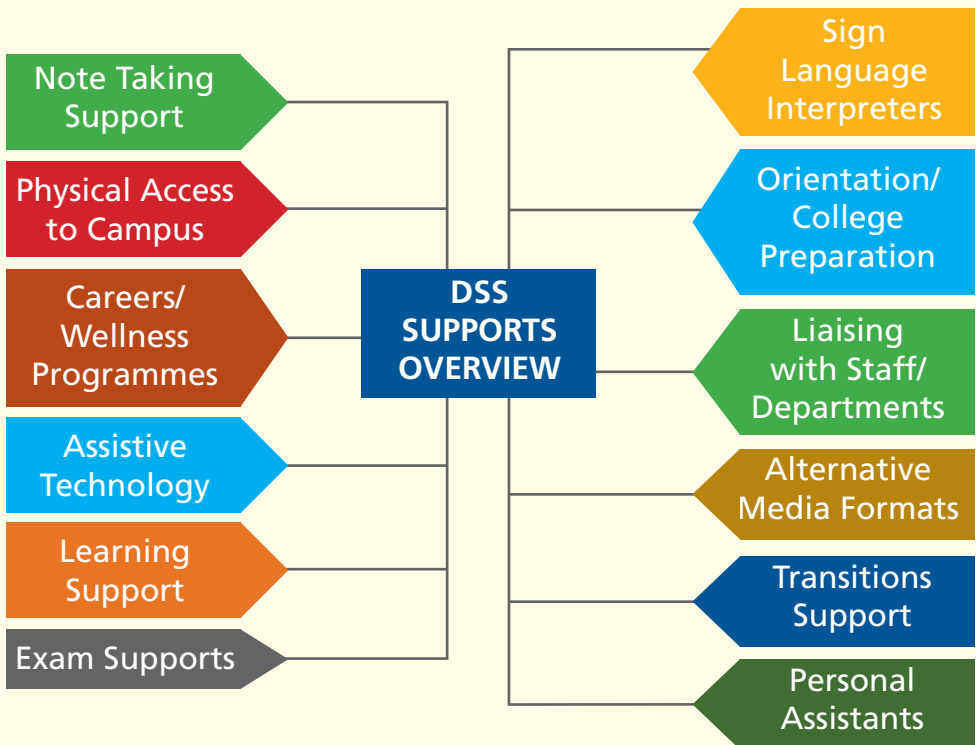 Note Taking
Support
Physical Access
to Campus
Careers/
Wellness
Programmes
Assistive
Technology
Learning
Support
Exam Supports
DSS
SUPPORTS
OVERVIEW
Sign
Language
Interpreters
Orientation/
College
Preparation
Liaising
with Staff/
Departments
Alternative
Media Formats
Transitions
Support
Personal
Assistants